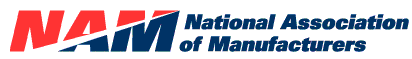 NAM
National Association
of Manufacturers